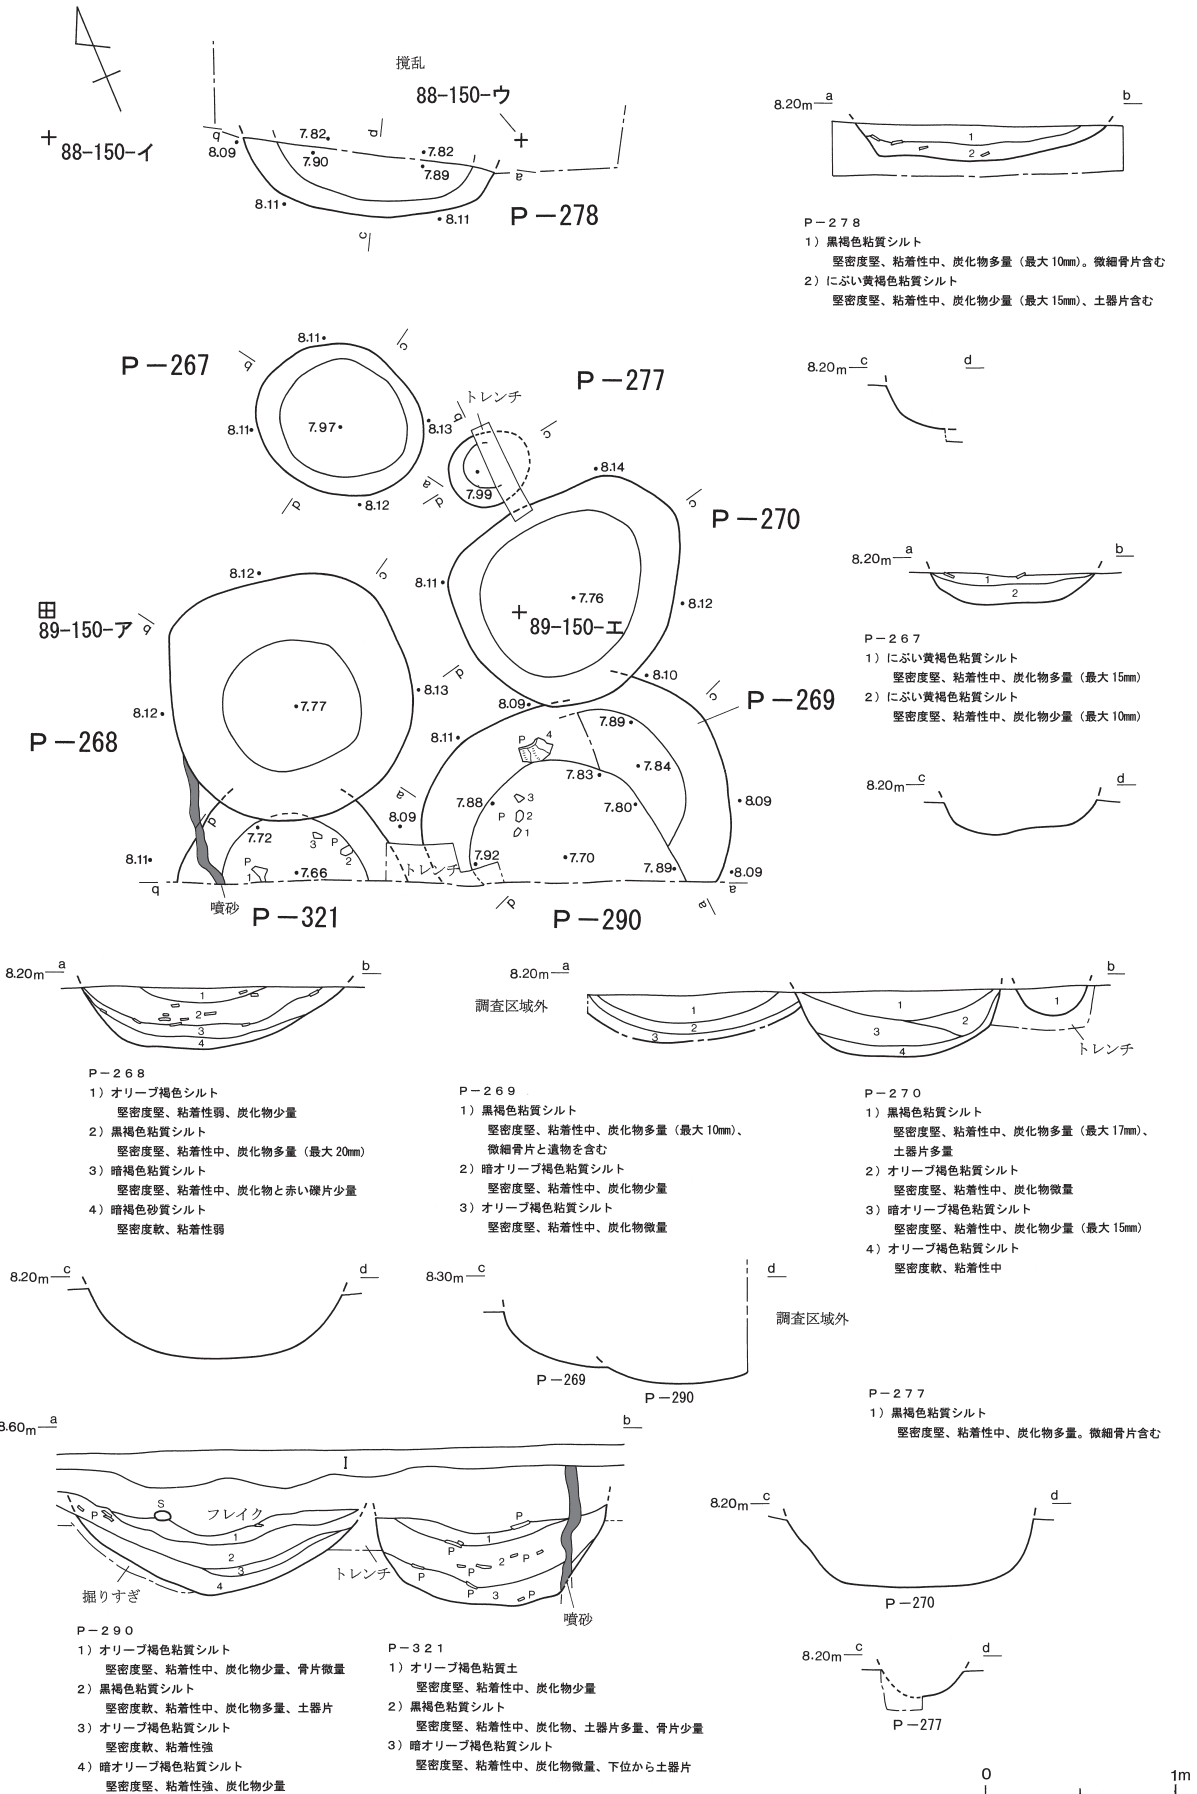 撹乱
88-150-ウ
88-150-イ
8.09
b
7.82
d
7.90
7.82
7.89
a
8.11
8.11
c
P-278
8.20m a b
1
2
P-278
1）黒褐色粘質シルト
堅密度堅、粘着性中、炭化物多量（最大10mm）。微細骨片含む
2）にぶい黄褐色粘質シルト
堅密度堅、粘着性中、炭化物少量（最大15mm）、土器片含む
8.20m c d
P-267
8.11
b
c
8.11
7.97
8.13
d
8.12
P-277
トレンチ
b
c
a
d
7.99
8.14
c
P-270
8.11
7.76
8.12
89-150-エ
8.20m a b
1
2
P-267
1）にぶい黄褐色粘質シルト
堅密度堅、粘着性中、炭化物多量（最大15mm）
2）にぶい黄褐色粘質シルト
堅密度堅、粘着性中、炭化物少量（最大10mm）
8.20m c d
8.12
c
89-150-ア
b
d
8.13
7.77
8.12
P-268
8.10
c
P-269
8.09
7.89
8.11
P 4
7.83
7.84
7.88
3
P 2
1
7.80
8.09
a
8.09
d
7.72
3 P
2
8.11
P
1
7.66
トレンチ
7.92
7.70
7.89
8.09
b
a
噴砂
P-321
d
P-290
a
8.20m a b
1
2
3
4
P-268
1）オリーブ褐色シルト
堅密度堅、粘着性弱、炭化物少量
2）黒褐色粘質シルト
堅密度堅、粘着性中、炭化物多量（最大20mm）
3）暗褐色粘質シルト
堅密度堅、粘着性中、炭化物と赤い礫片少量
4）暗褐色砂質シルト
堅密度軟、粘着性弱
8.20m a b
調査区域外
1
2
3
1
2
3
4
1
トレンチ
P-269
1）黒褐色粘質シルト
堅密度堅、粘着性中、炭化物多量（最大10mm）、
微細骨片と遺物を含む
2）暗オリーブ褐色粘質シルト
堅密度堅、粘着性中、炭化物少量
3）オリーブ褐色粘質シルト
堅密度堅、粘着性中、炭化物微量
P-270
1）黒褐色粘質シルト
堅密度堅、粘着性中、炭化物多量（最大17mm）、
土器片多量
2）オリーブ褐色粘質シルト
堅密度堅、粘着性中、炭化物微量
3）暗オリーブ褐色粘質シルト
堅密度堅、粘着性中、炭化物少量（最大15mm）
4）オリーブ褐色粘質シルト
堅密度軟、粘着性中
8.20m c d
8.30m c d
調査区域外
P-269
P-290
P-277
1）黒褐色粘質シルト
堅密度堅、粘着性中、炭化物多量。微細骨片含む
8.60m a b
I
P
S
フレイク
1
2
3
4
掘りすぎ
トレンチ
P
1
P
2
P
P
P
P
3
P
噴砂
P-290
1）オリーブ褐色粘質シルト
堅密度堅、粘着性中、炭化物少量、骨片微量
2）黒褐色粘質シルト
堅密度軟、粘着性中、炭化物多量、土器片
3）オリーブ褐色粘質シルト
堅密度軟、粘着性強
4）暗オリーブ褐色粘質シルト
堅密度堅、粘着性強、炭化物少量
P-321
1）オリーブ褐色粘質土
堅密度堅、粘着性中、炭化物少量
2）黒褐色粘質シルト
堅密度堅、粘着性中、炭化物、土器片多量、骨片少量
3）暗オリーブ褐色粘質シルト
堅密度堅、粘着性中、炭化物微量、下位から土器片
8.20m c d
P-270
8.20m c d
P-277
0 1m